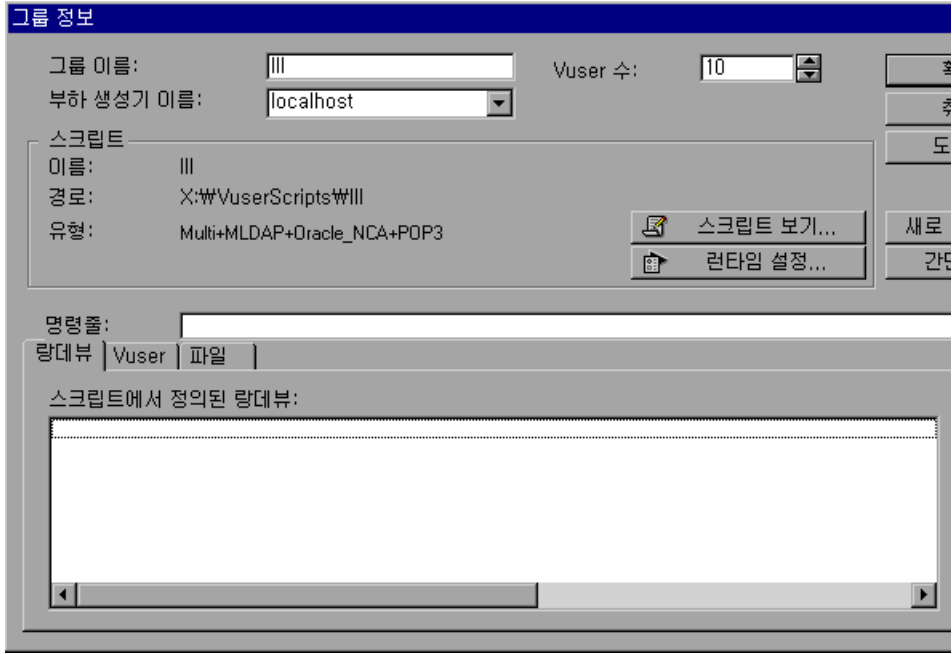 그룹 정보
그룹 이름: lll Vuser 수: 10
부하 생성기 이름: localhost
스크립트
이름: lll
경로: X:₩VuserScripts₩lll
유형: Multi+MLDAP+Oracle_NCA+POP3
스크립트 보기... 새로
런타임 설정...
명령줄:
랑데뷰 Vuser 파일
스크립트에서 정의된 랑데뷰: